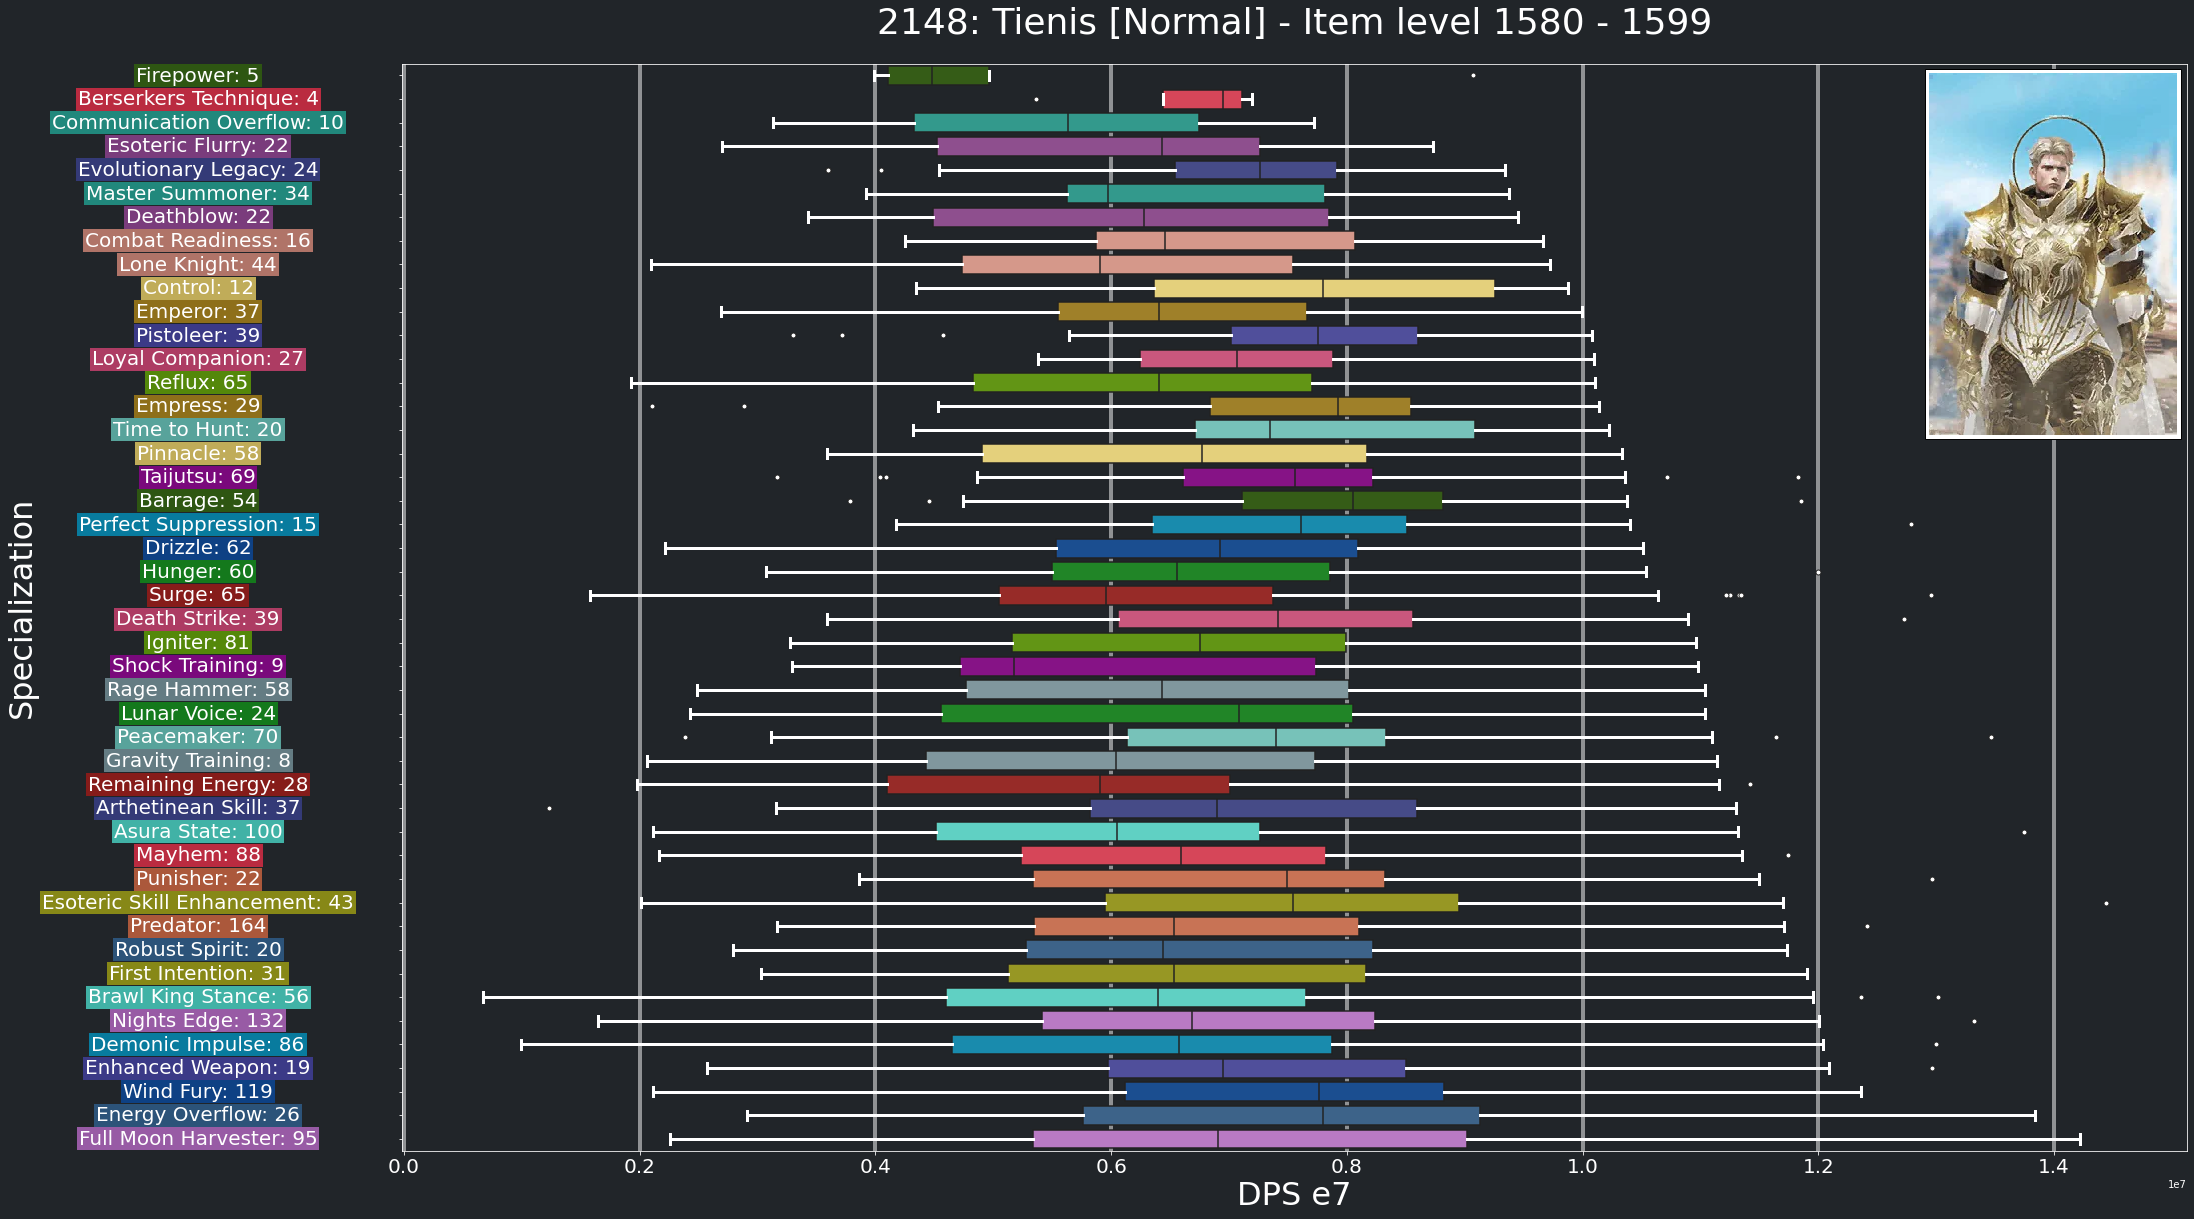 2148: Tienis [Normal] - Item level 1580 - 1599
Specialization
Firepower: 5
Berserkers Technique: 4
Communication Overflow: 10
Esoteric Flurry: 22
Evolutionary Legacy: 24
Master Summoner: 34
Deathblow: 22
Combat Readiness: 16
Lone Knight: 44
Control: 12
Emperor: 37
Pistoleer: 39
Loyal Companion: 27
Reflux: 65
Empress: 29
Time to Hunt: 20
Pinnacle: 58
Taijutsu: 69
Barrage: 54
Perfect Suppression: 15
Drizzle: 62
Hunger: 60
Surge: 65
Death Strike: 39
Igniter: 81
Shock Training: 9
Rage Hammer: 58
Lunar Voice: 24
Peacemaker: 70
Gravity Training: 8
Remaining Energy: 28
Arthetinean Skill: 37
Asura State: 100
Mayhem: 88
Punisher: 22
Esoteric Skill Enhancement: 43
Predator: 164
Robust Spirit: 20
First Intention: 31
Brawl King Stance: 56
Nights Edge: 132
Demonic Impulse: 86
Enhanced Weapon: 19
Wind Fury: 119
Energy Overflow: 26
Full Moon Harvester: 95
0.0 0.2 0.4 0.6 0.8 1.0 1.2 1.4
DPS e7
1e7